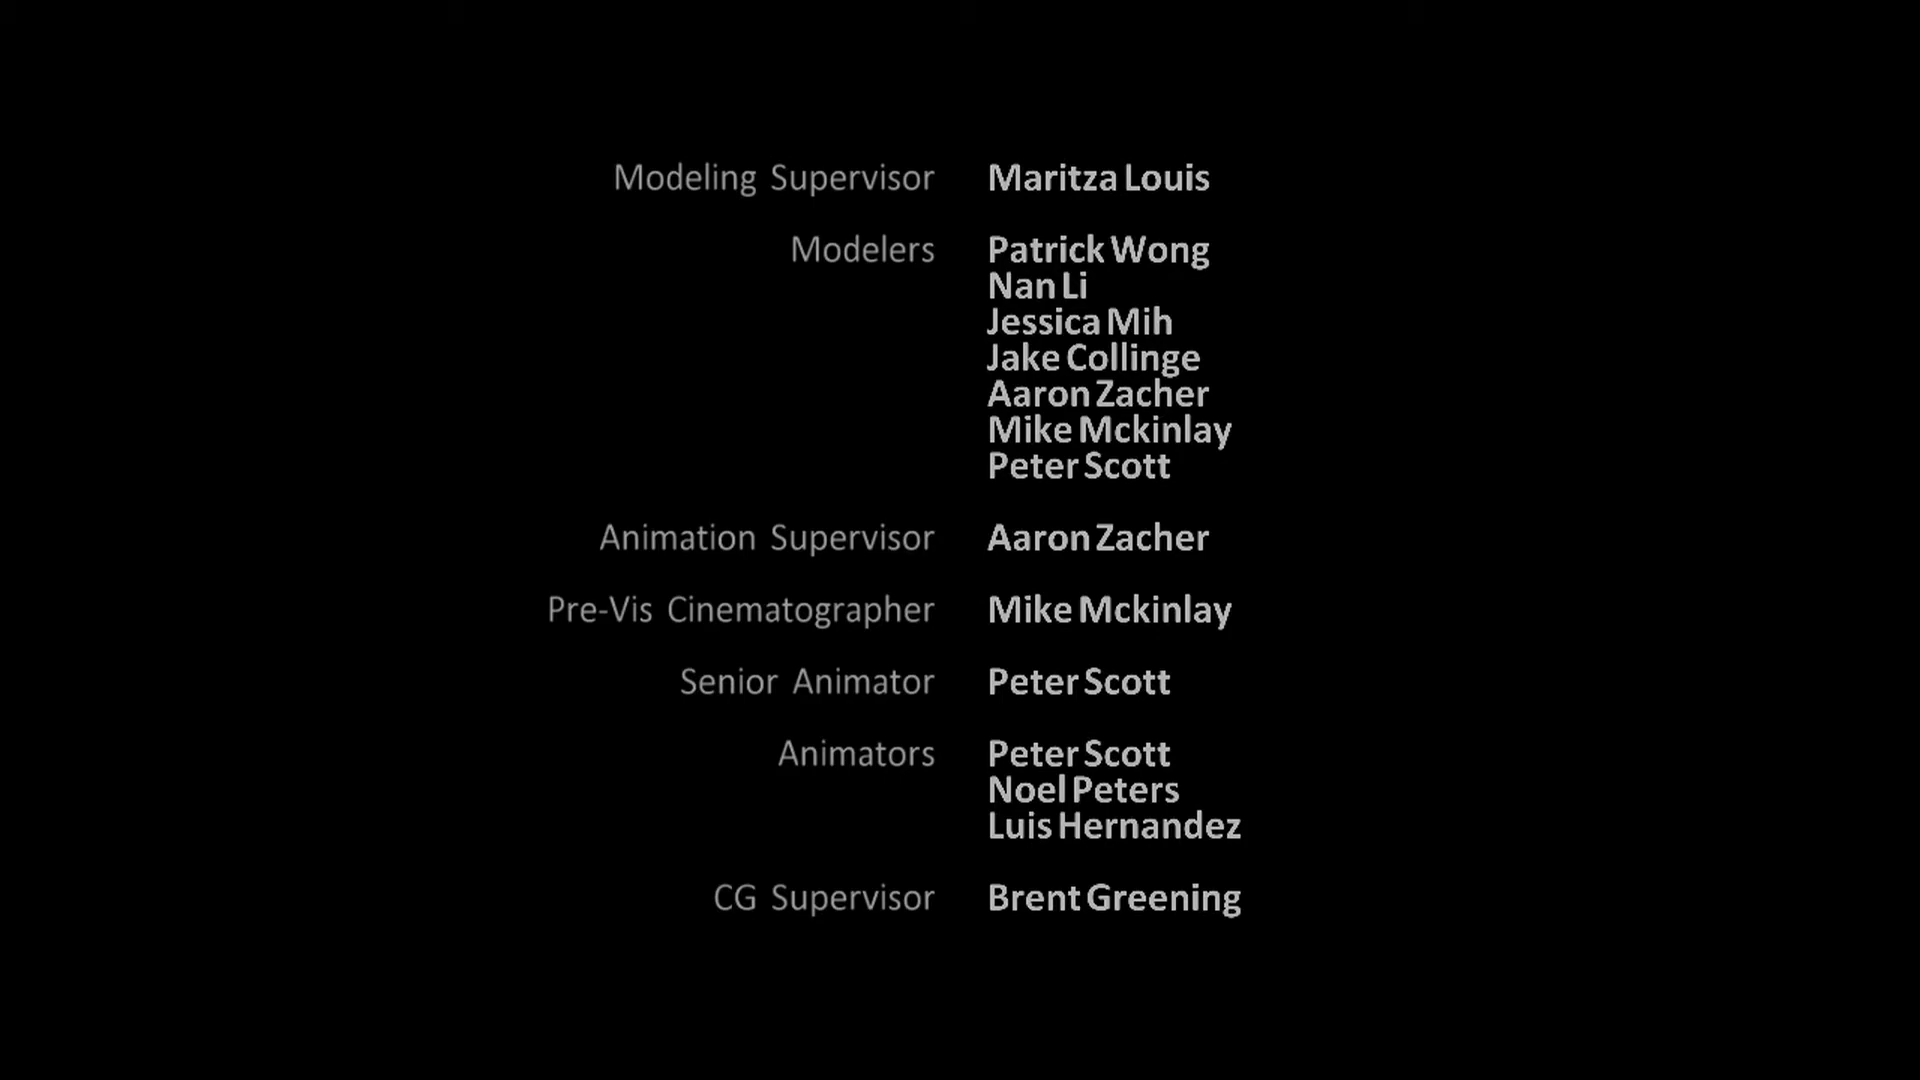 Modeling Supervisor Maritza Louis
Modelers Patrick Wong
Nan Li
Jessica Mih
Jake Collinge
Aaron Zacher
Mike Mckinlay
Peter Scott
Animation Supervisor Aaron Zacher
Pre-Vis Cinematographer Mike Mckinlay
Senior Animator Peter Scott
Animators Peter Scott
Noel Peters
Luis Hernandez
CG Supervisor Brent Greening